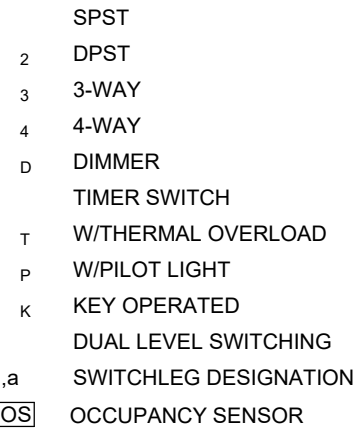 SPST
2 DPST
3 3-WAY
4 4-WAY
D DIMMER
TIMER SWITCH
T W/THERMAL OVERLOAD
P W/PILOT LIGHT
K KEY OPERATED
DUAL LEVEL SWITCHING
,a SWITCHLEG DESIGNATION
OS OCCUPANCY SENSOR